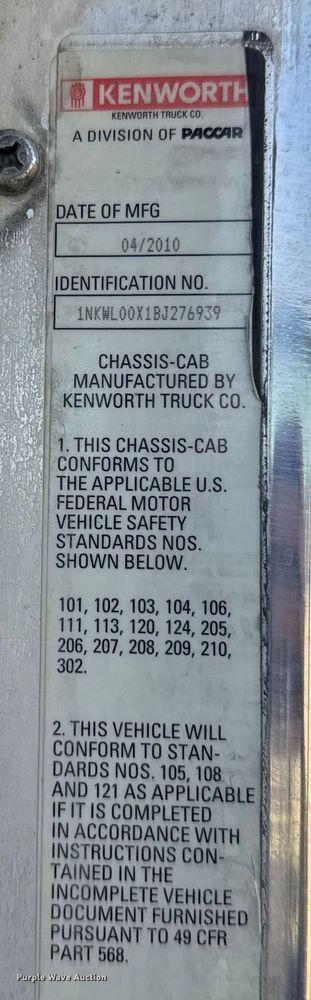 KENWORTH
KENWORTH TRUCK CO.
A DIVISION OF PACCAR
DATE OF MFG
04/2010
IDENTIFICATION NO.
1NKWL00X1BJ276939
CHASSIS-CAB
MANUFACTURED BY
KENWORTH TRUCK CO.
1. THIS CHASSIS-CAB
CONFORMS TO
THE APPLICABLE U.S.
FEDERAL MOTOR
VEHICLE SAFETY
STANDARDS NOS.
SHOWN BELOW.
101, 102, 103, 104, 106,
111, 113, 120, 124, 205,
206, 207, 208, 209, 210,
302.
2. THIS VEHICLE WILL
CONFORM TO STAN-
DARDS NOS. 105, 108
AND 121 AS APPLICABLE
IF IT IS COMPLETED
IN ACCORDANCE WITH
INSTRUCTIONS CON-
TAINED IN THE
INCOMPLETE VEHICLE
DOCUMENT FURNISHED
PURSUANT TO 49 CFR
PART 568.
Purple Wave Auction